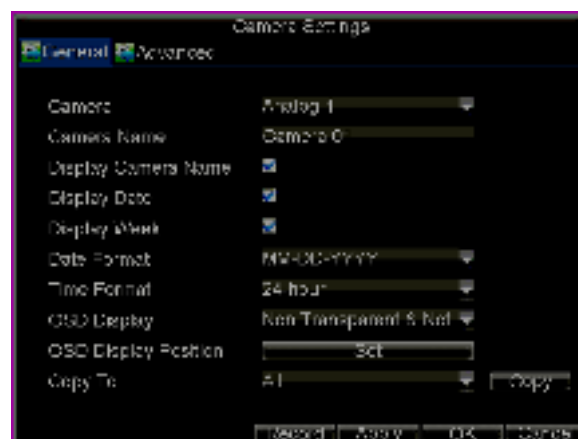 Camera Settings
General Advanced
Camera Analog 1
Camera Name Camera 0
Display Camera Name
Display Date
Display Week
Date Format MM-DD-YYYY
Time Format 24 hour
OSD Display Non Transparent & Not
OSD Display Position Set
Copy To All Copy
Record Apply OK Cance